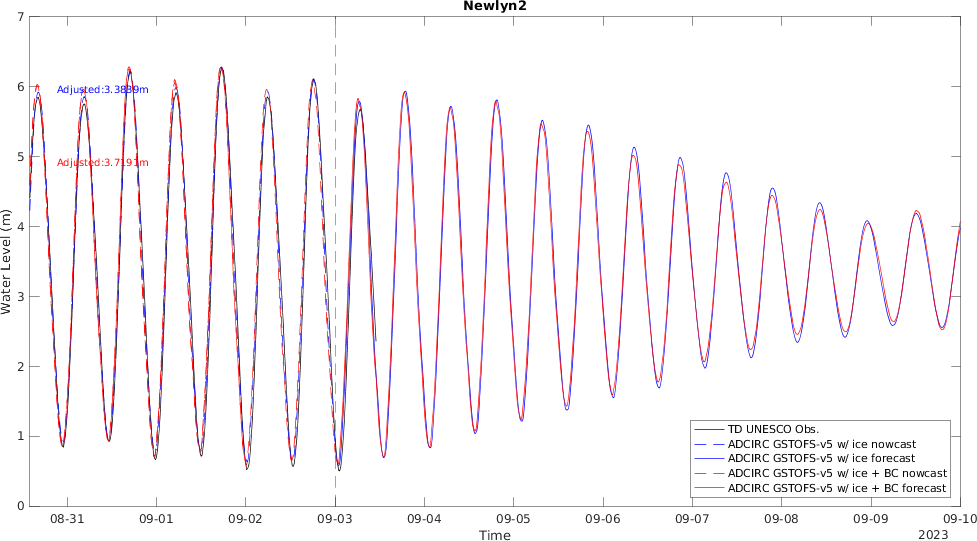 Newlyn2
7
6
5
4
3
2
1
0
Water Level (m)
Adjusted:3.3839m
Adjusted:3.7191m
TD UNESCO Obs.
ADCIRC GSTOFS-v5 w/ ice nowcast
ADCIRC GSTOFS-v5 w/ ice forecast
ADCIRC GSTOFS-v5 w/ ice + BC nowcast
ADCIRC GSTOFS-v5 w/ ice + BC forecast
08-31 09-01 09-02 09-03 09-04 09-05 09-06 09-07 09-08 09-09 09-10
Time
2023